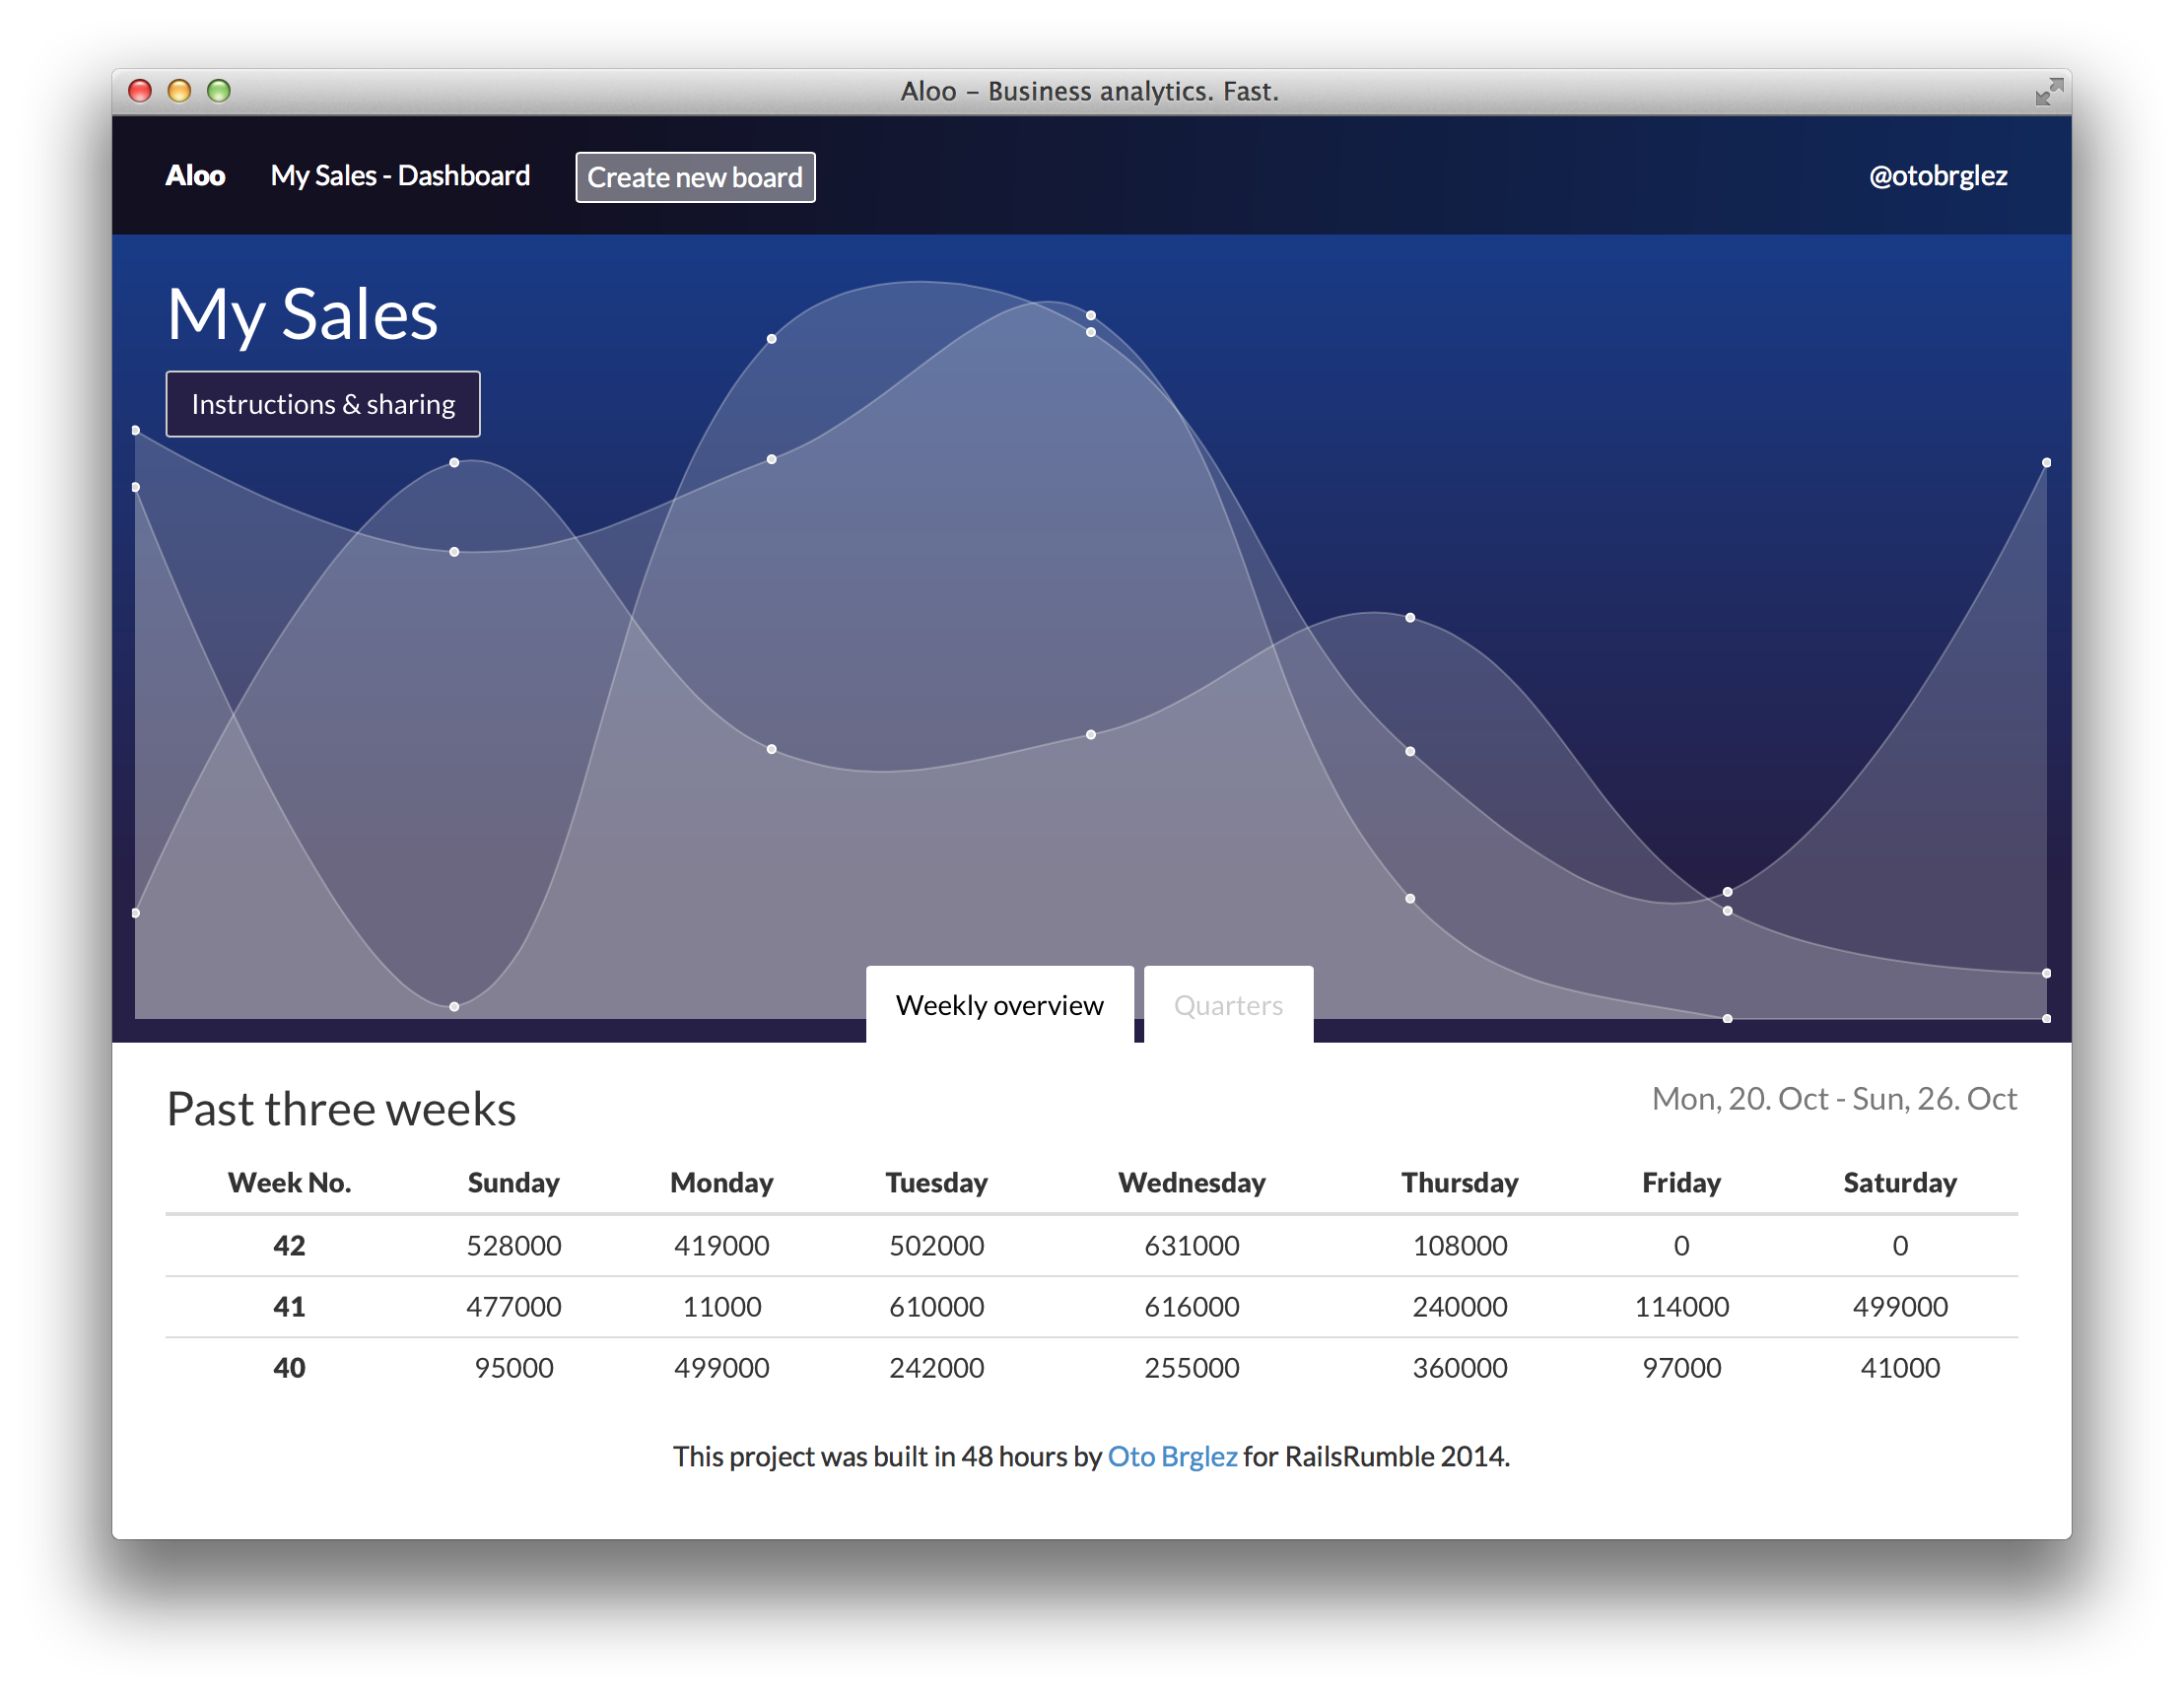 Aloo – Business analytics. Fast.
Aloo My Sales - Dashboard Create new board @otobrglez
My Sales
Instructions & sharing
Weekly overview Quarters
Past three weeks Mon, 20. Oct - Sun, 26. Oct
Week No. Sunday Monday Tuesday Wednesday Thursday Friday Saturday
42 528000 419000 502000 631000 108000 0 0
41 477000 11000 610000 616000 240000 114000 499000
40 95000 499000 242000 255000 360000 97000 41000
This project was built in 48 hours by Oto Brglez for RailsRumble 2014.